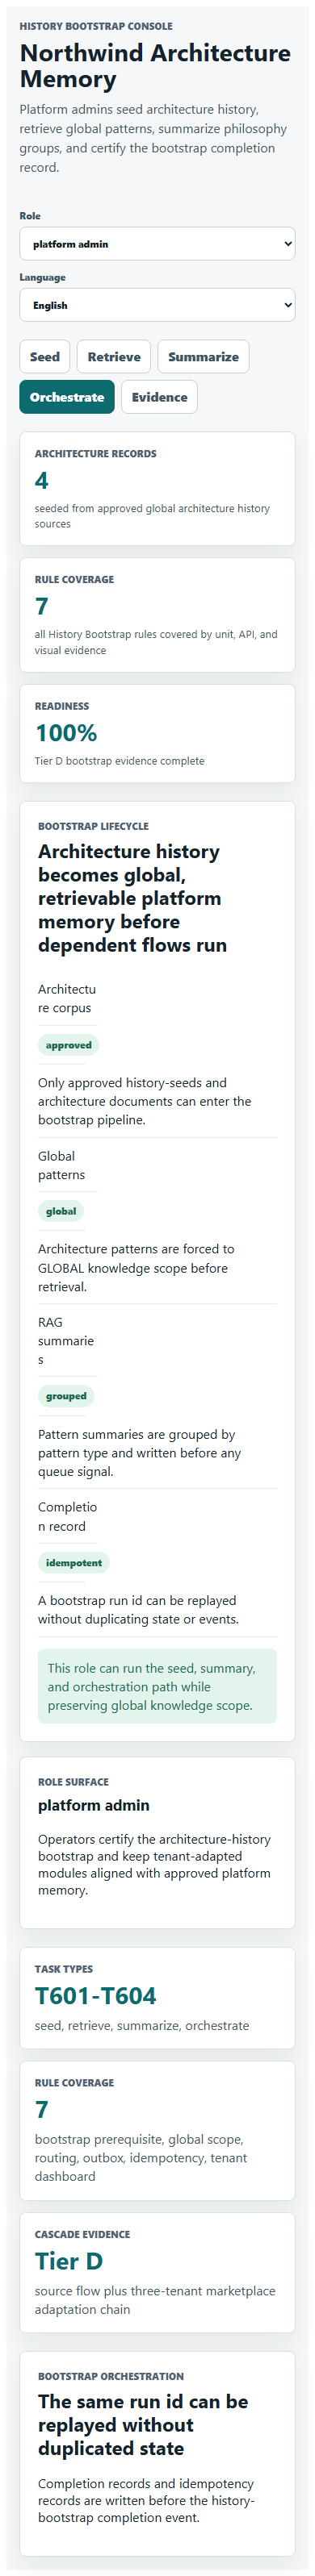 HISTORY BOOTSTRAP CONSOLE
Northwind Architecture
Memory
Platform admins seed architecture history,
retrieve global patterns, summarize philosophy
groups, and certify the bootstrap completion
record.
Role
platform admin
Language
English
Seed Retrieve Summarize
Orchestrate Evidence
ARCHITECTURE RECORDS
4
seeded from approved global architecture history
sources
RULE COVERAGE
7
all History Bootstrap rules covered by unit, API, and
visual evidence
READINESS
100%
Tier D bootstrap evidence complete
BOOTSTRAP LIFECYCLE
Architecture history
becomes global,
retrievable platform
memory before
dependent flows run
Architectu
re corpus
approved
Only approved history-seeds and
architecture documents can enter the
bootstrap pipeline.
Global
patterns
global
Architecture patterns are forced to
GLOBAL knowledge scope before
retrieval.
RAG
summarie
s
grouped
Pattern summaries are grouped by
pattern type and written before any
queue signal.
Completio
n record
idempotent
A bootstrap run id can be replayed
without duplicating state or events.
This role can run the seed, summary,
and orchestration path while
preserving global knowledge scope.
ROLE SURFACE
platform admin
Operators certify the architecture-history
bootstrap and keep tenant-adapted
modules aligned with approved platform
memory.
TASK TYPES
T601-T604
seed, retrieve, summarize, orchestrate
RULE COVERAGE
7
bootstrap prerequisite, global scope,
routing, outbox, idempotency, tenant
dashboard
CASCADE EVIDENCE
Tier D
source flow plus three-tenant marketplace
adaptation chain
BOOTSTRAP ORCHESTRATION
The same run id can be
replayed without
duplicated state
Completion records and idempotency
records are written before the history-
bootstrap completion event.